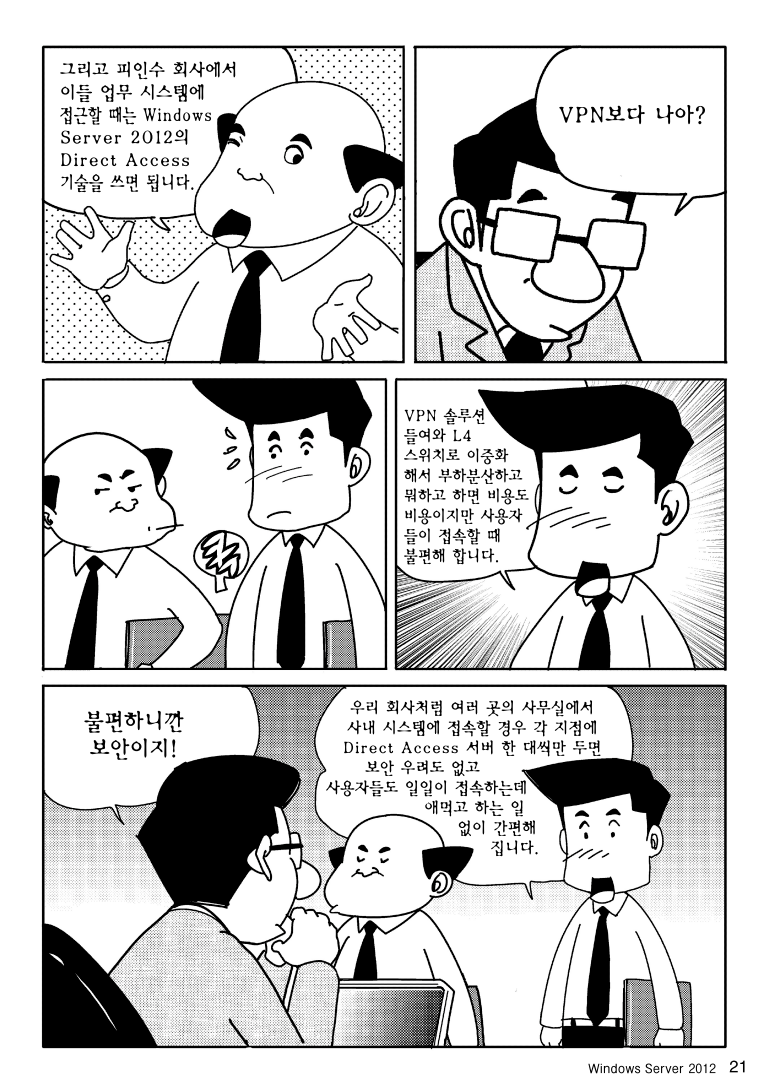 그리고 피인수 회사에서
이들 업무 시스템에
접근할 때는 Windows
Server 2012의
Direct Access
기술을 쓰면 됩니다.
VPN보다 나아?
VPN 솔루션
들여와 L4
스위치로 이중화
해서 부하분산하고
뭐하고 하면 비용도
비용이지만 사용자
들이 접속할 때
불편해 합니다.
불편하니깐
보안이지!
우리 회사처럼 여러 곳의 사무실에서
사내 시스템에 접속할 경우 각 지점에
Direct Access 서버 한 대씩만 두면
보안 우려도 없고
사용자들도 일일이 접속하는데
애먹고 하는 일
없이 간편해
집니다.
Windows Server 2012 21